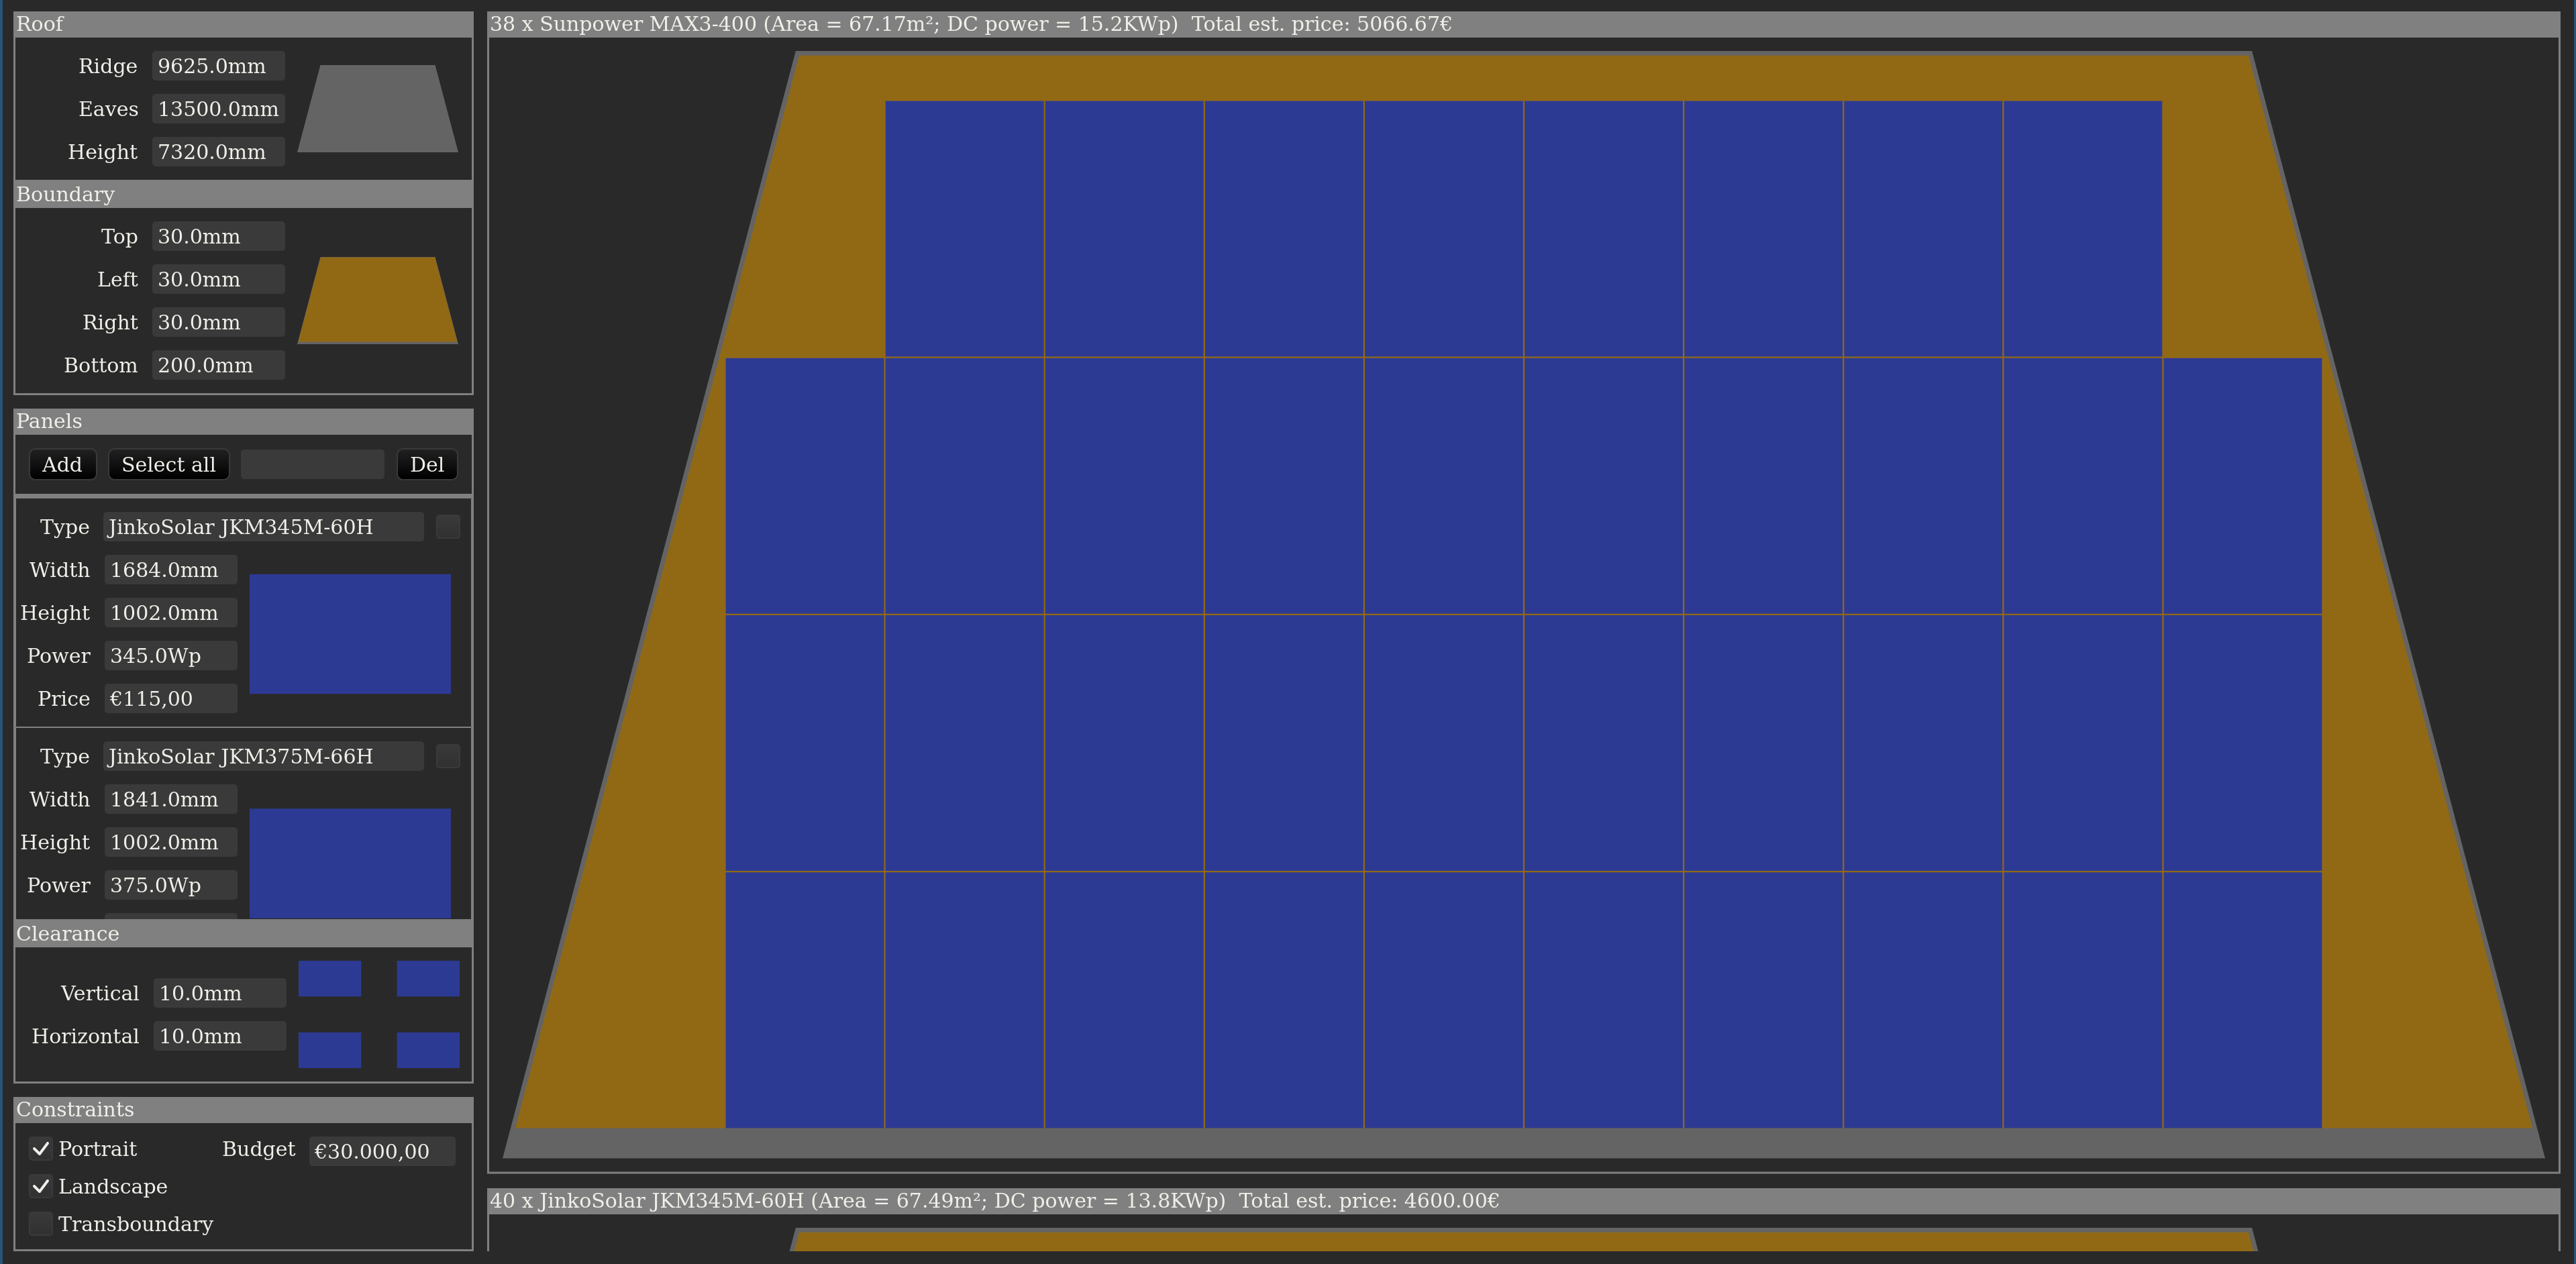 Roof
Ridge 9625.0mm
Eaves 13500.0mm
Height 7320.0mm
Boundary
Top 30.0mm
Left 30.0mm
Right 30.0mm
Bottom 200.0mm
Panels
Add Select all Del
Type JinkoSolar JKM345M-60H
Width 1684.0mm
Height 1002.0mm
Power 345.0Wp
Price €115,00
Type JinkoSolar JKM375M-66H
Width 1841.0mm
Height 1002.0mm
Power 375.0Wp
Clearance
Vertical 10.0mm
Horizontal 10.0mm
Constraints
Portrait Budget €30.000,00
Landscape
Transboundary
38 x Sunpower MAX3-400 (Area = 67.17m²; DC power = 15.2KWp) Total est. price: 5066.67€
40 x JinkoSolar JKM345M-60H (Area = 67.49m²; DC power = 13.8KWp) Total est. price: 4600.00€